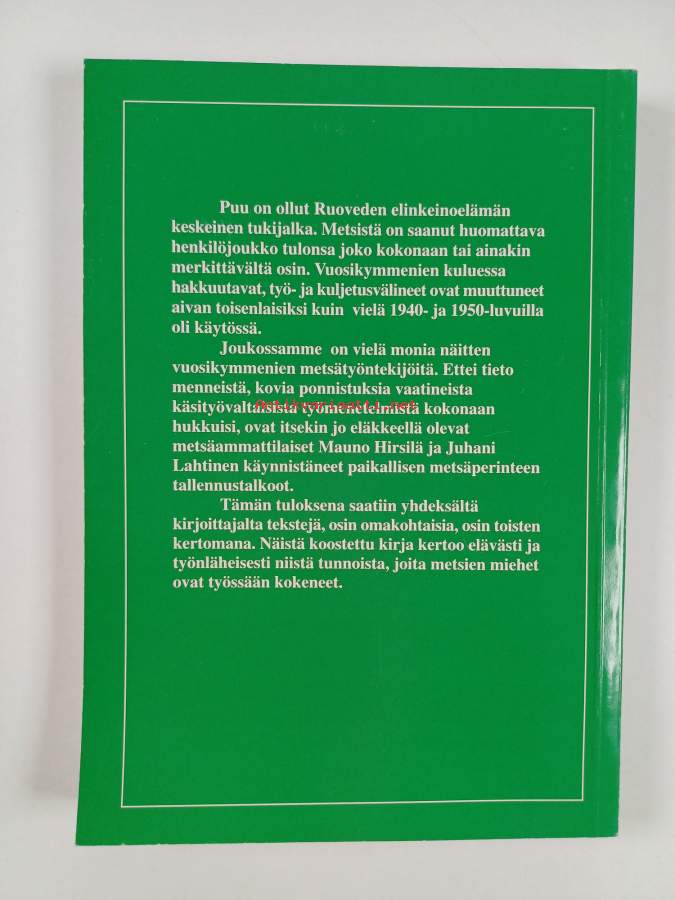 Puu on ollut Ruoveden elinkeinoelämän
keskeinen tukijalka. Metsistä on saanut huomattava
henkilöjoukko tulonsa joko kokonaan tai ainakin
merkittävältä osin. Vuosikymmenien kuluessa
hakkuutavat, työ- ja kuljetusvälineet ovat muuttuneet
aivan toisenlaisiksi kuin vielä 1940- ja 1950-luvuilla
oli käytössä.
Joukossamme on vielä monia näitten
vuosikymmenien metsätyöntekijöitä. Ettei tieto
menneistä, kovia ponnistuksia vaatineista
käsityövaltaisista työmenetelmistä kokonaan
Antikvariaatti.net
hukkuisi, ovat itsekin jo eläkkeellä olevat
metsäammattilaiset Mauno Hirsilä ja Juhani
Lahtinen käynnistäneet paikallisen metsäperinteen
tallennustalkoot.
Tämän tuloksena saatiin yhdeksältä
kirjoittajalta tekstejä, osin omakohtaisia, osin toisten
kertomana. Näistä koostettu kirja kertoo elävästi ja
työnläheisesti niistä tunnoista, joita metsien miehet
ovat työssään kokeneet.